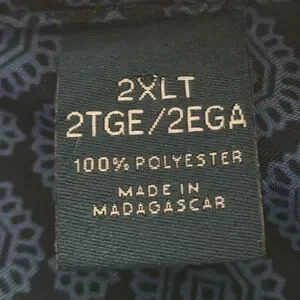 2XLT
2TGE/2EGA
100% POLYESTER
MADE IN
MADAGASCAR